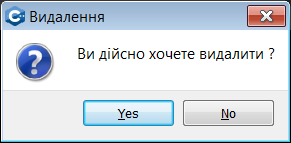 Видалення
Ви дійсно хочете видалити ?
Yes
No